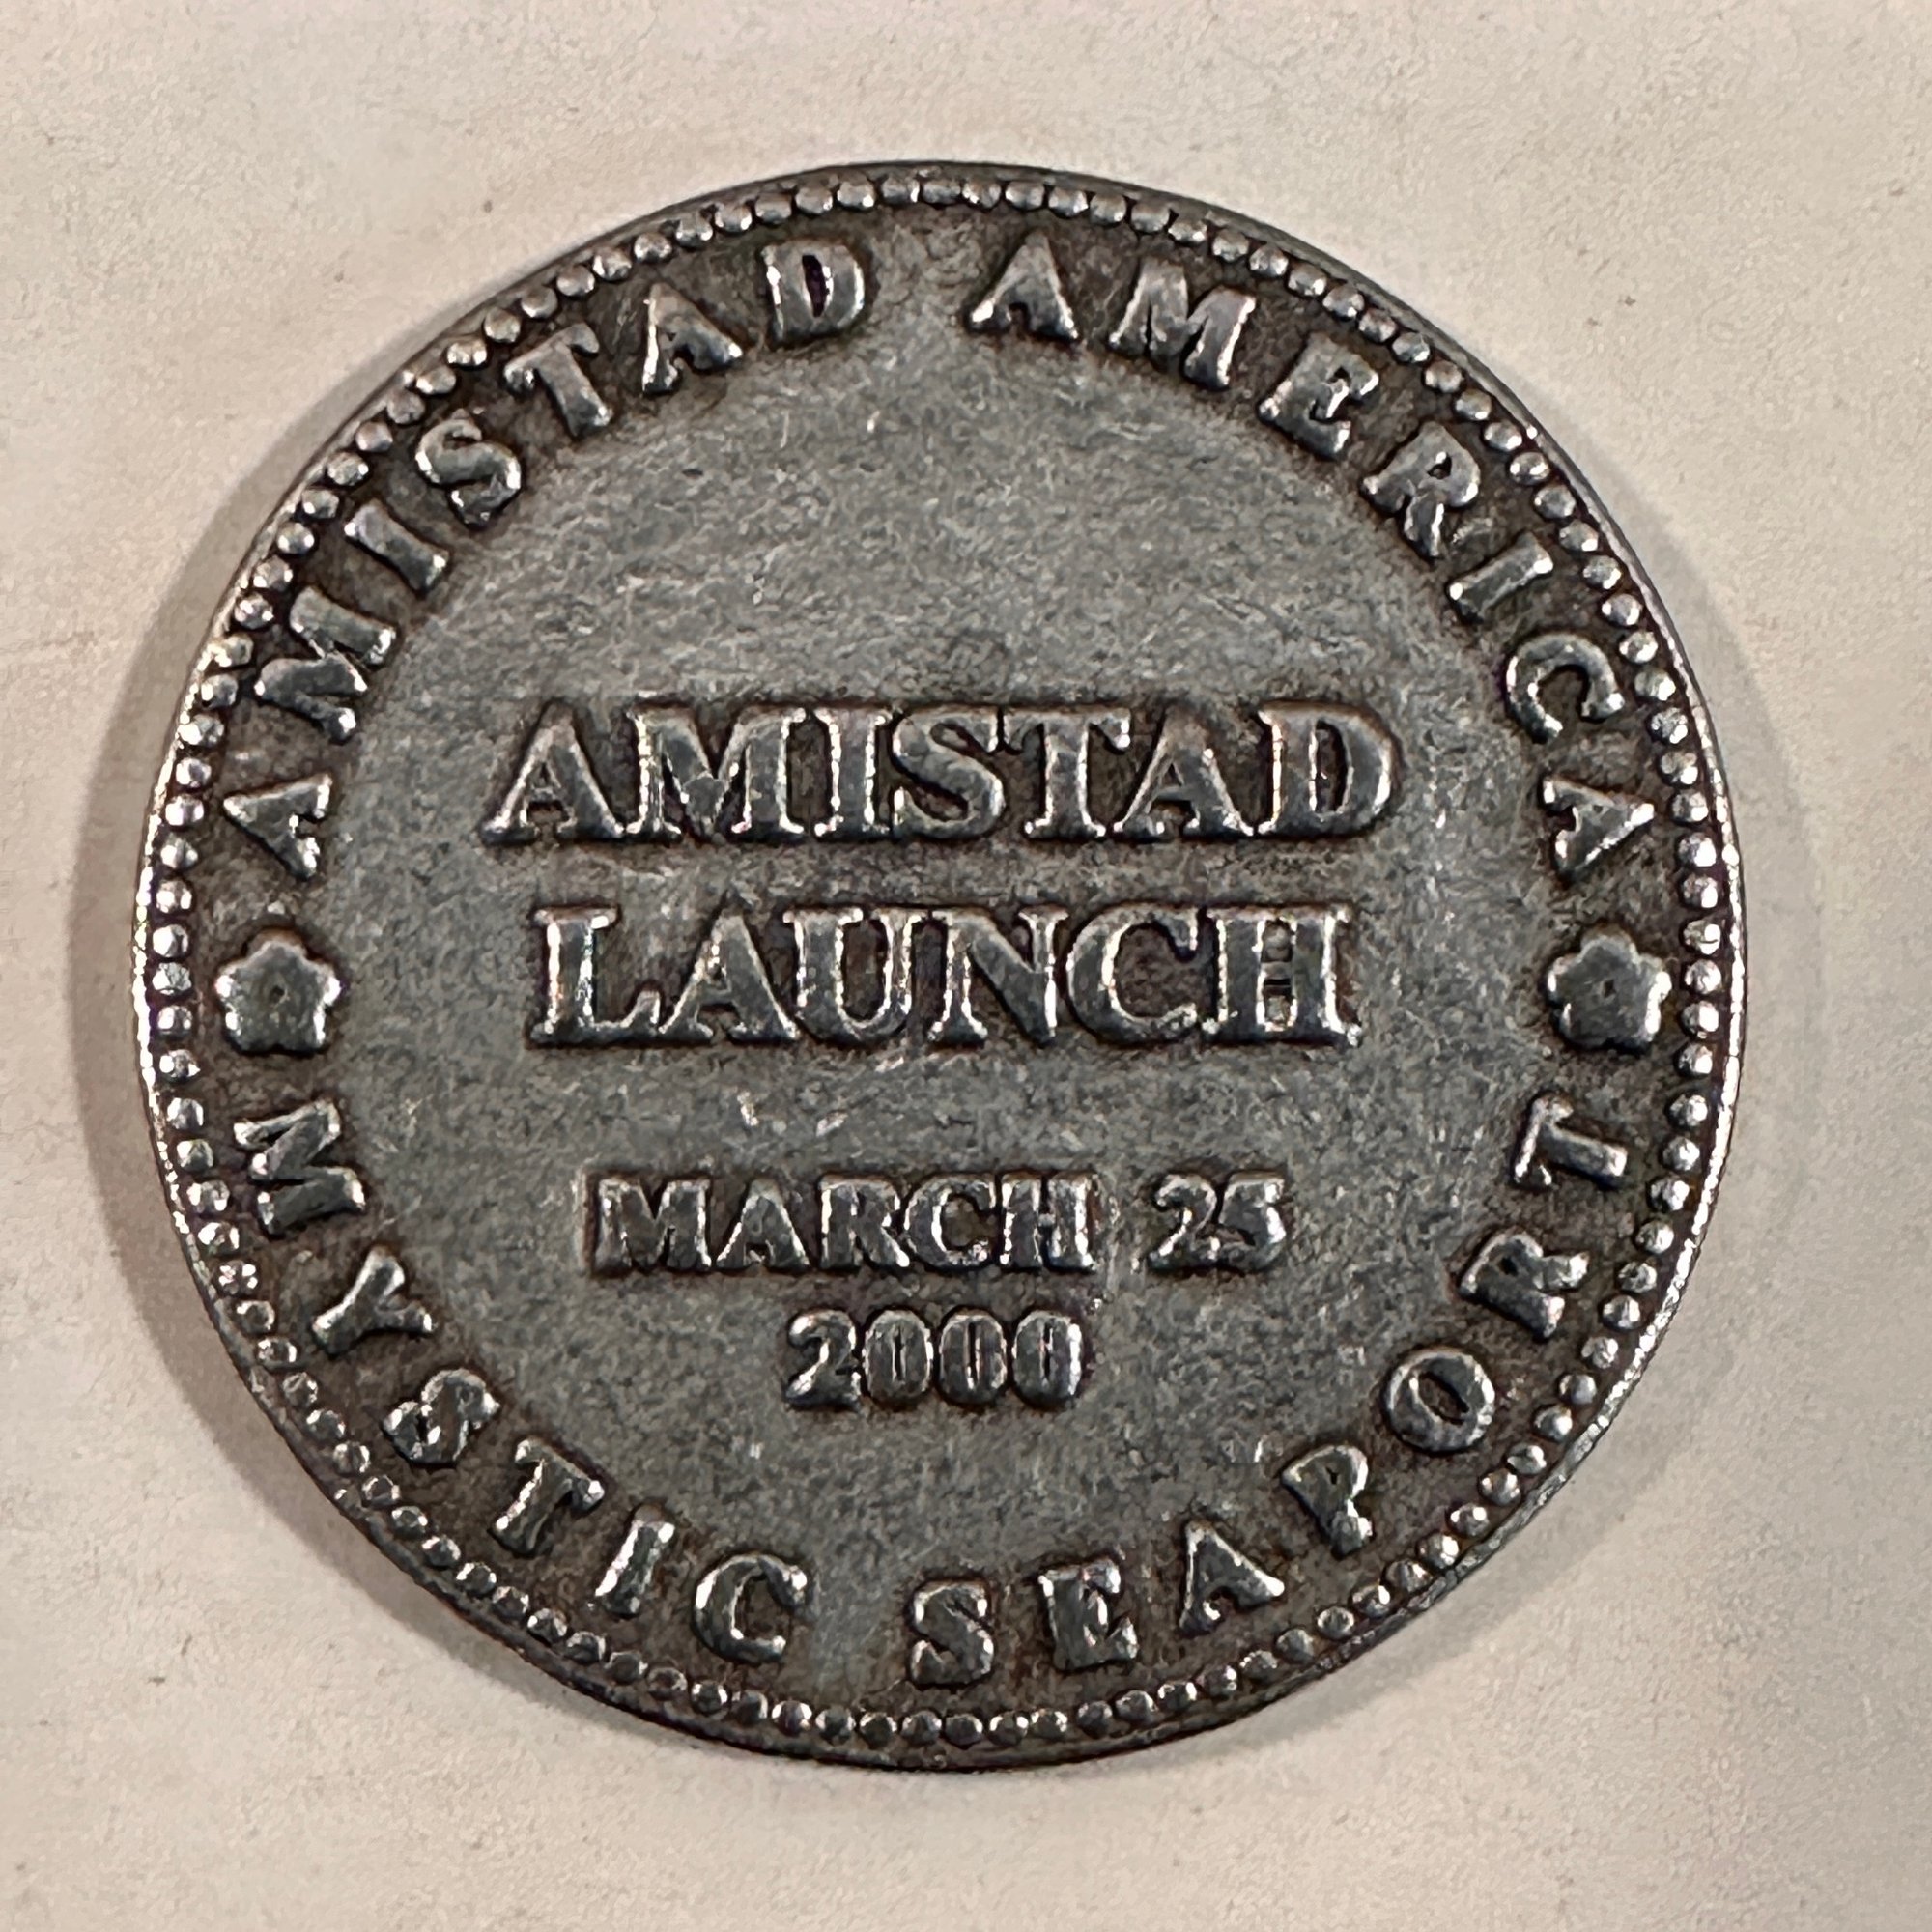 AMISTAD AMERICA
AMISTAD
LAUNCH
MARCH 25
2000
MYSTIC SEAPORT